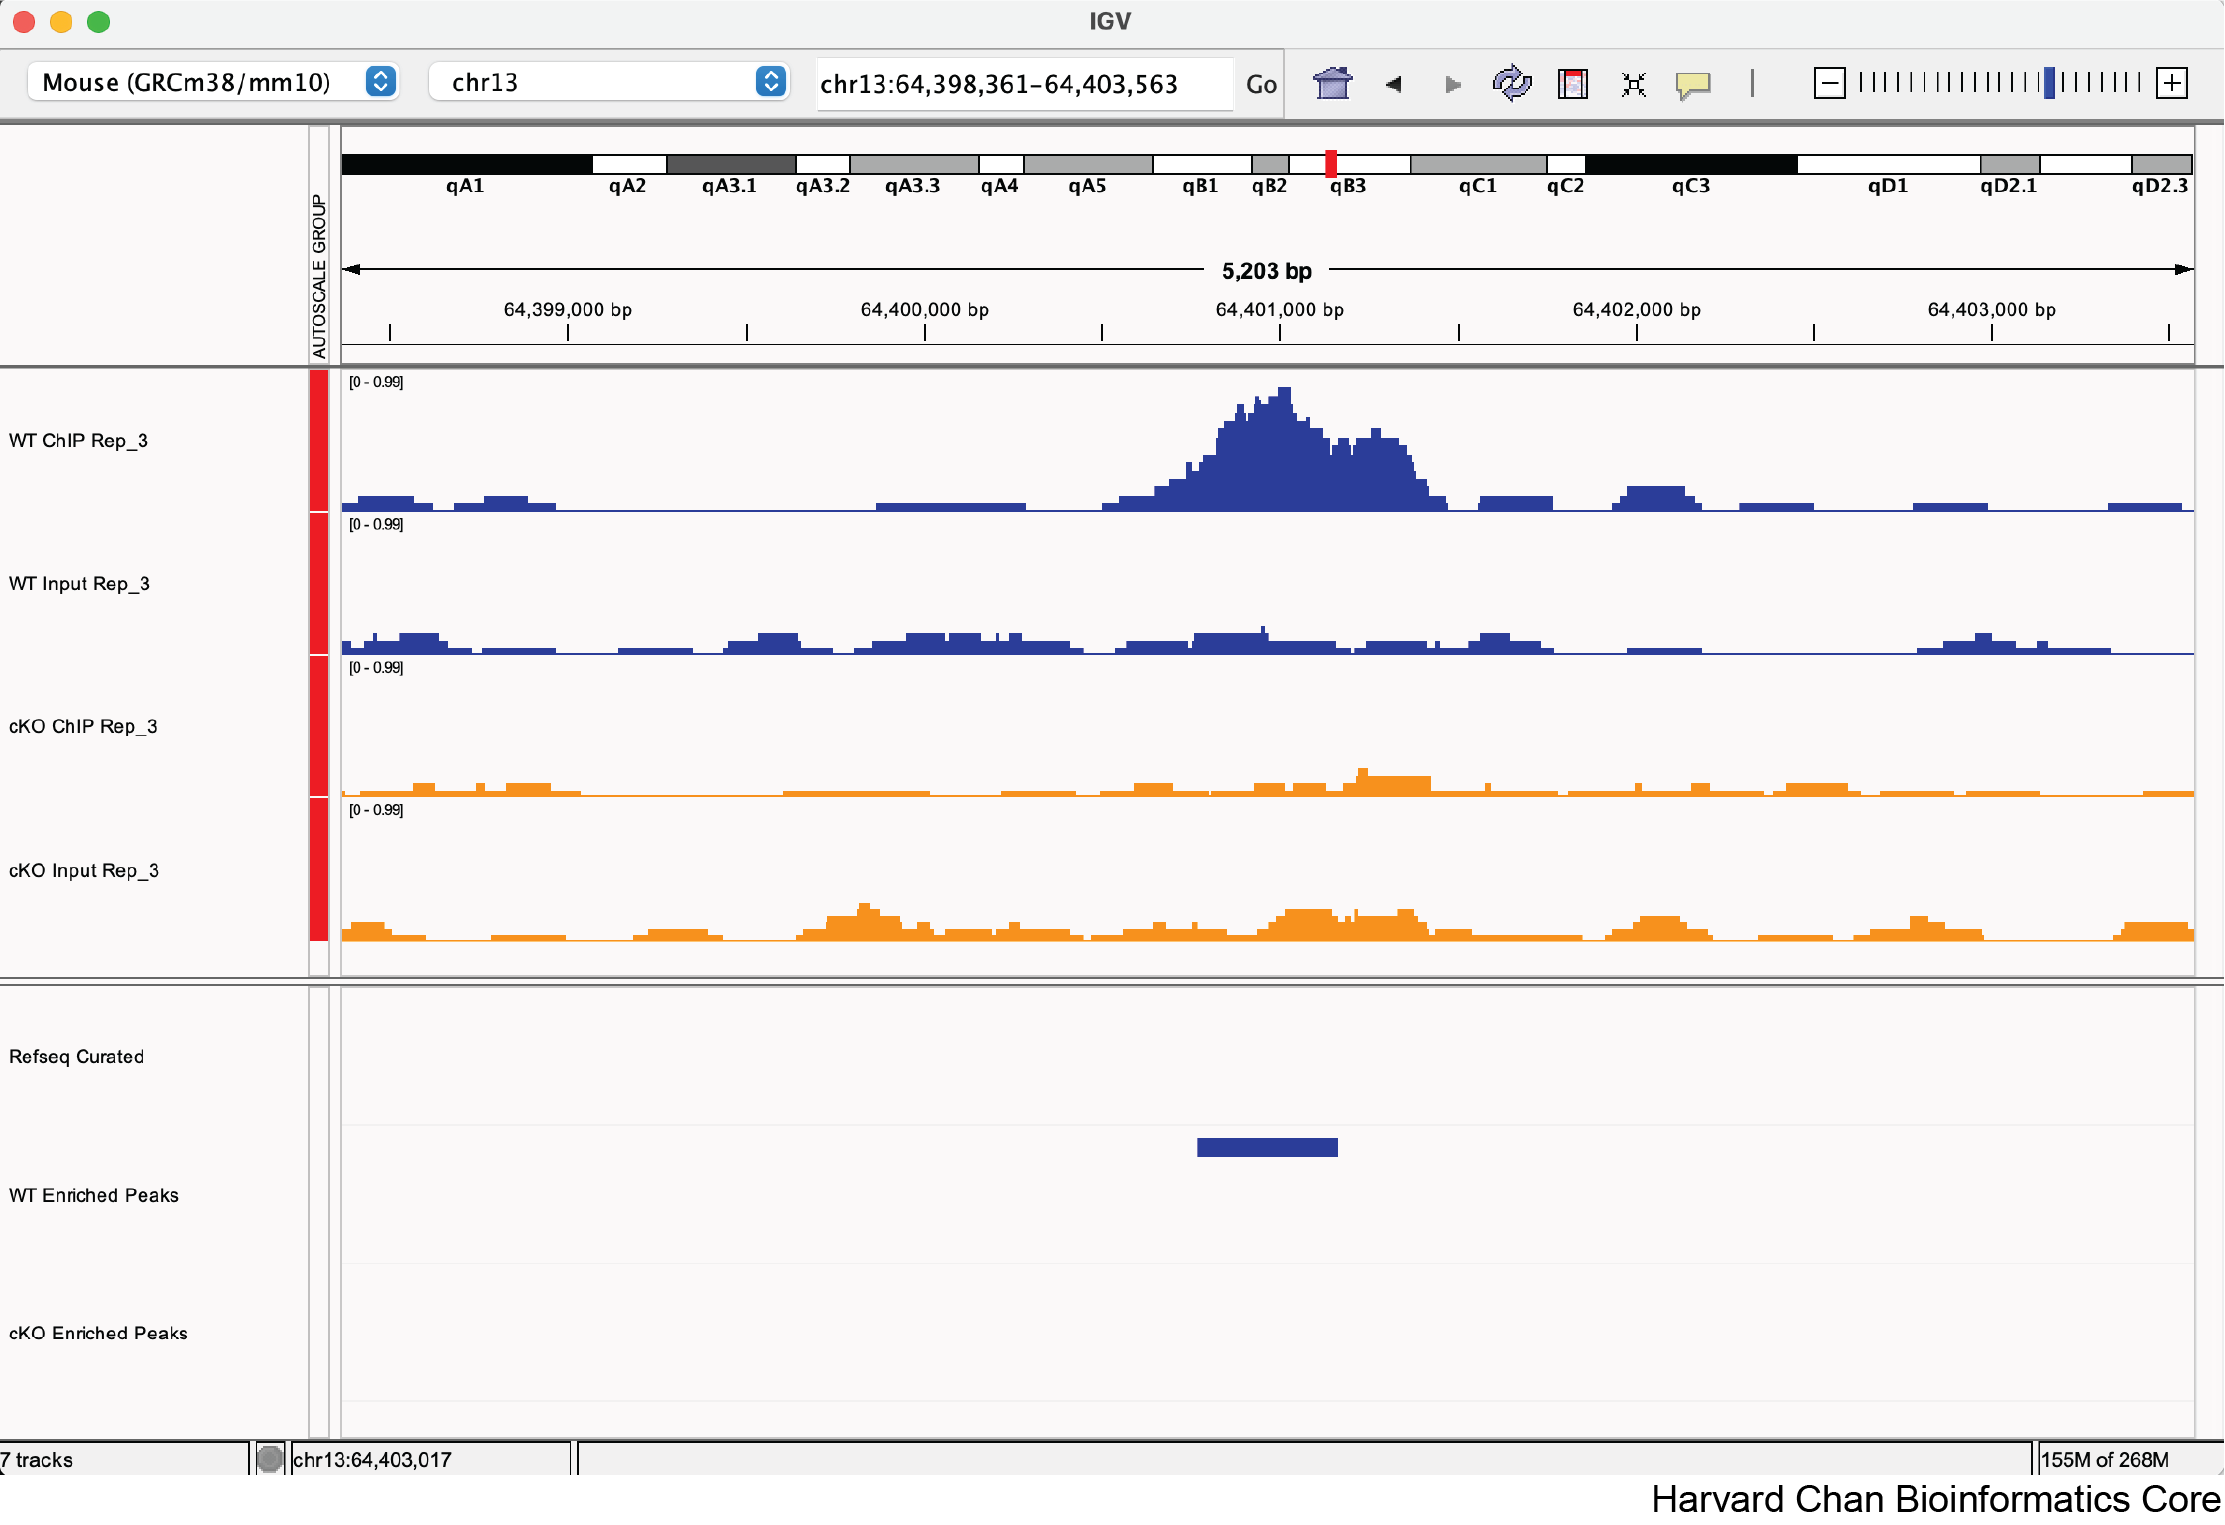 IGV
Mouse (GRCm38/mm10) chr13 chr13:64,398,361-64,403,563 Go
qA1 qA2 qA3.1 qA3.2 qA3.3 qA4 qA5 qB1 qB2 qB3 qC1 qC2 qC3 qD1 qD2.1 qD2.3
AUTOSCALE GROUP
5,203 bp
64,399,000 bp 64,400,000 bp 64,401,000 bp 64,402,000 bp 64,403,000 bp
[0 - 0.99]
WT ChIP Rep_3
[0 - 0.99]
WT Input Rep_3
[0 - 0.99]
cKO ChIP Rep_3
[0 - 0.99]
cKO Input Rep_3
Refseq Curated
WT Enriched Peaks
cKO Enriched Peaks
7 tracks chr13:64,403,017 155M of 268M
Harvard Chan Bioinformatics Core